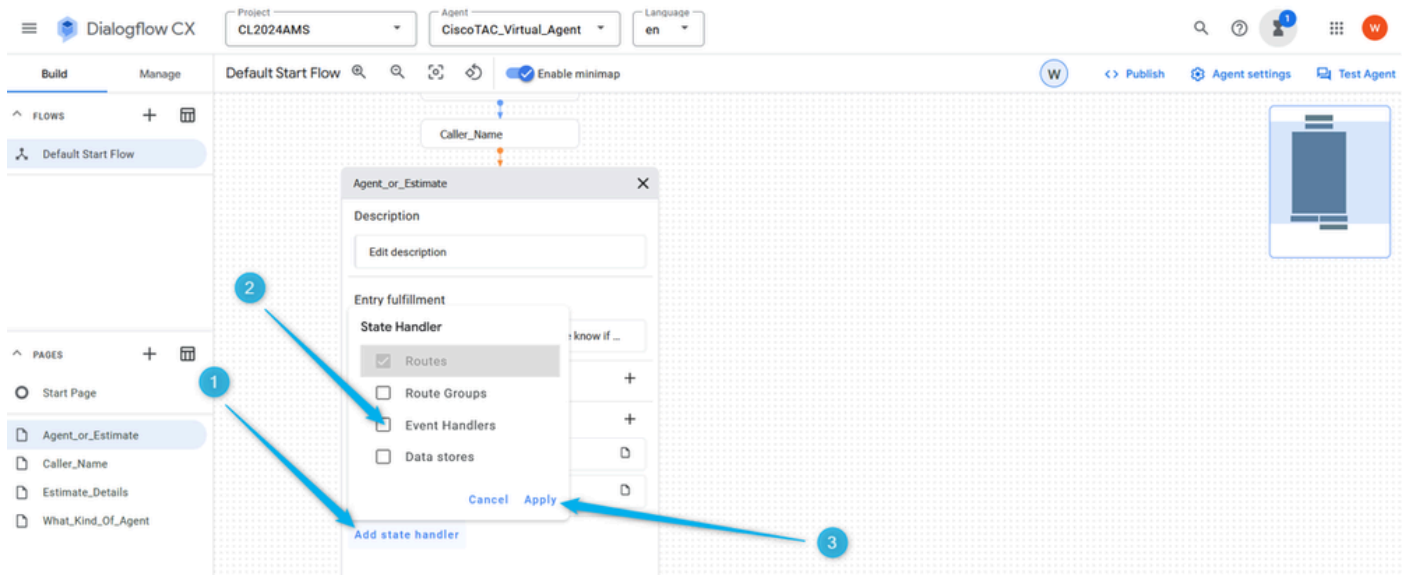 Project
Agent
Language
Dialogflow CX
CL2024AMS
CiscoTAC_Virtual_Agent
en
1
W
Build
Manage
Default Start Flow
Enable minimap
W
<> Publish
Agent settings
Test Agent
FLOWS
Default Start Flow
Caller_Name
Agent_or_Estimate
Description
Edit description
2
Entry fulfillment
State Handler
know if ...
PAGES
Routes
1
Start Page
Route Groups
Agent_or_Estimate
Event Handlers
Caller_Name
Data stores
Estimate_Details
Cancel
Apply
What_Kind_Of_Agent
Add state handler
3